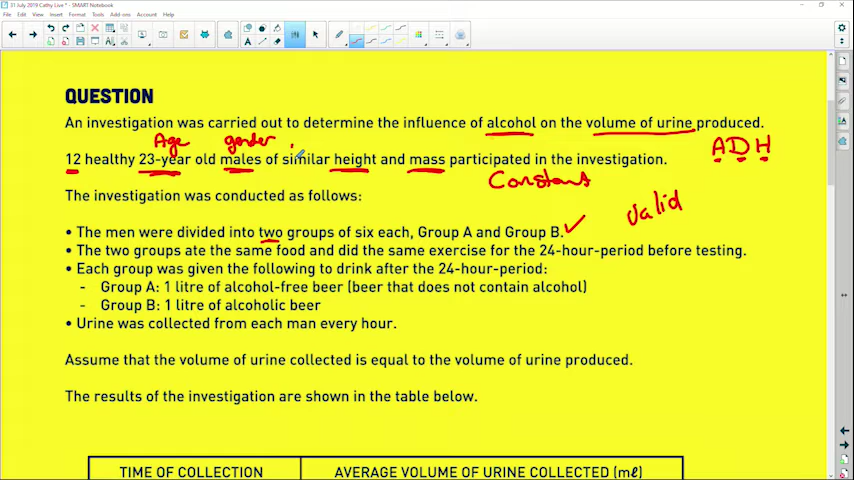 31 July 2019 Cathy Live * - SMART Notebook
File Edit View Insert Format Tools Add-ons Account Help
QUESTION
An investigation was carried out to determine the influence of alcohol on the volume of urine produced.
Age gender
A D H
12 healthy 23-year old males of similar height and mass participated in the investigation.
Constant
The investigation was conducted as follows:
valid
• The men were divided into two groups of six each, Group A and Group B.
• The two groups ate the same food and did the same exercise for the 24-hour-period before testing.
• Each group was given the following to drink after the 24-hour-period:
- Group A: 1 litre of alcohol-free beer (beer that does not contain alcohol)
- Group B: 1 litre of alcoholic beer
• Urine was collected from each man every hour.
Assume that the volume of urine collected is equal to the volume of urine produced.
The results of the investigation are shown in the table below.
TIME OF COLLECTION AVERAGE VOLUME OF URINE COLLECTED (mℓ)